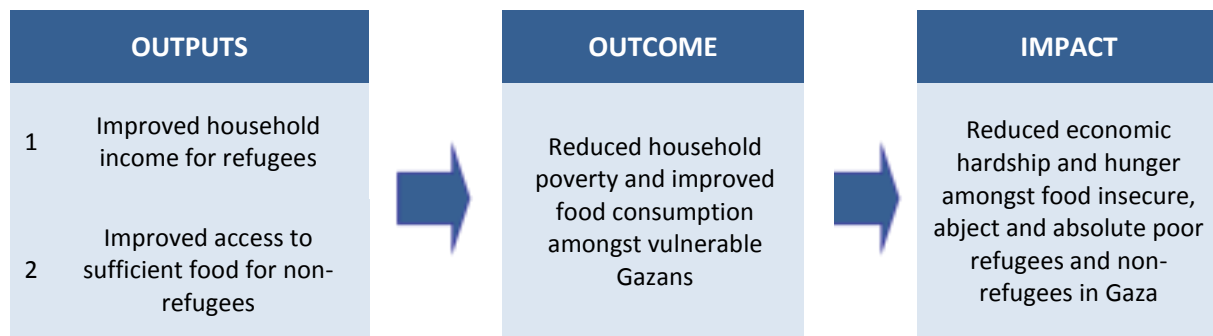 OUTPUTS
1
Improved household
income for refugees
2
Improved access to
sufficient food for non-
refugees
OUTCOME
Reduced household
poverty and improved
food consumption
amongst vulnerable
Gazans
IMPACT
Reduced economic
hardship and hunger
amongst food insecure,
abject and absolute poor
refugees and non-
refugees in Gaza